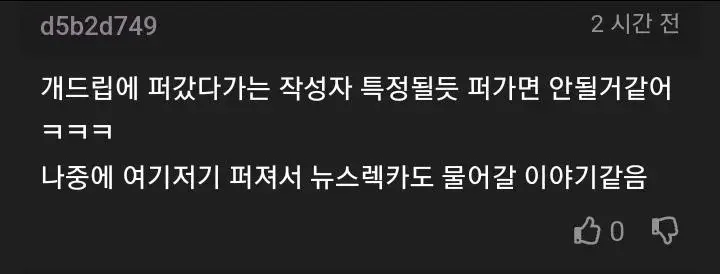 d5b2d749
2 시간 전
개드립에 퍼갔다가는 작성자 특정될듯 퍼가면 안될거같어
ㅋㅋㅋ
나중에 여기저기 퍼져서 뉴스렉카도 물어갈 이야기같음
0